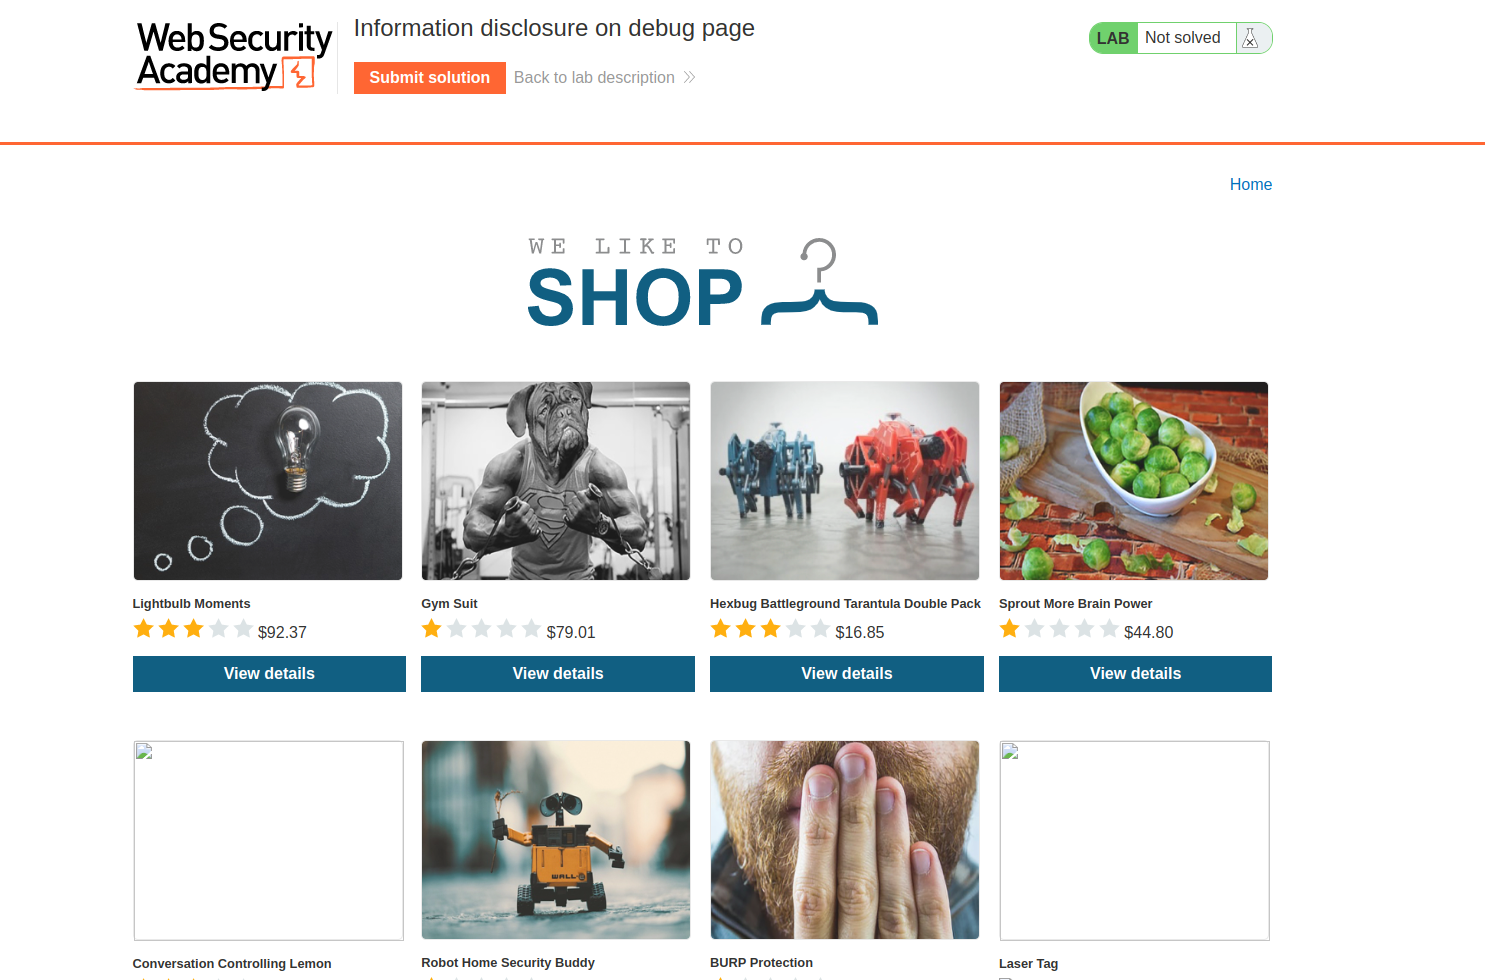 Web Security
Academy
Information disclosure on debug page
Submit solution
Back to lab description
LAB
Not solved
Home
WE LIKE TO
SHOP
Lightbulb Moments
$92.37
View details
Gym Suit
$79.01
View details
Hexbug Battleground Tarantula Double Pack
$16.85
View details
Sprout More Brain Power
$44.80
View details
WALL·E
Conversation Controlling Lemon
Robot Home Security Buddy
BURP Protection
Laser Tag